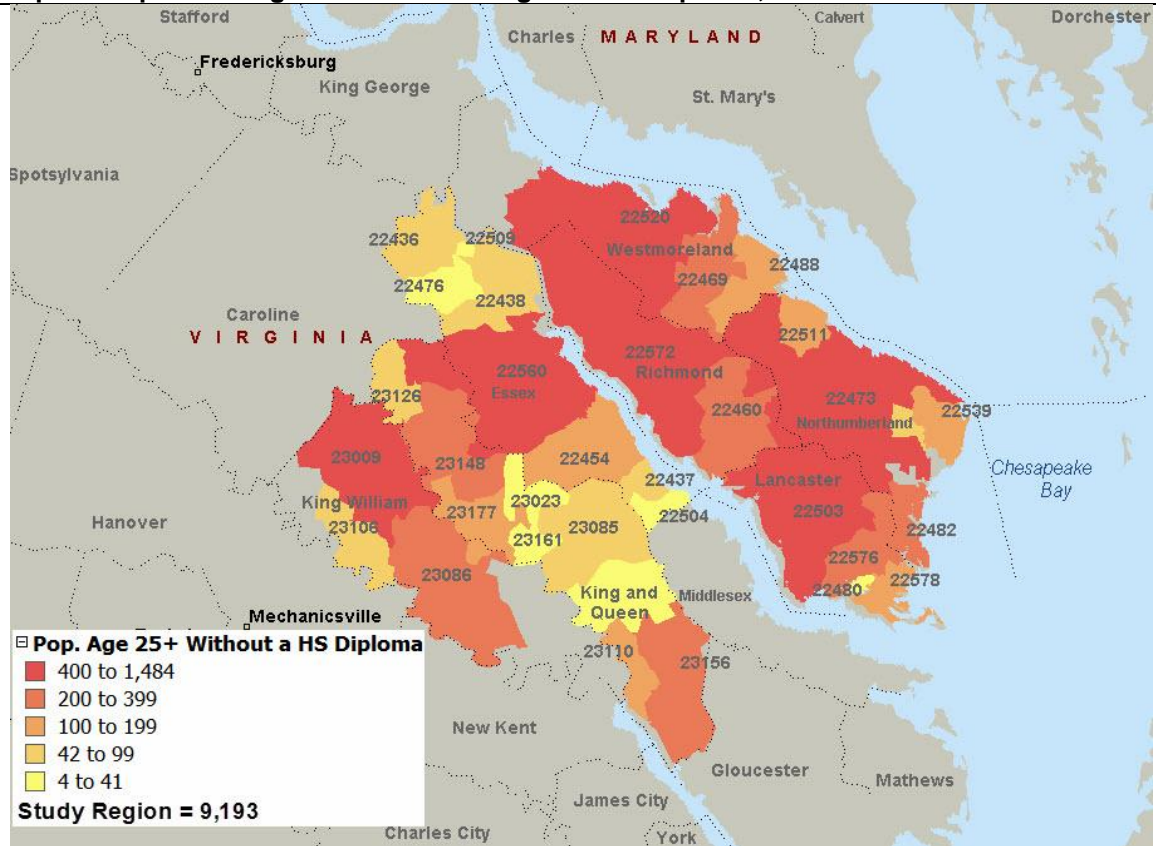 Stafford
Calvert
Dorchester
Charles
MARYLAND
Fredericksburg
King George
St. Mary's
Spotsylvania
22520
22436
22509
Westmoreland
22488
22469
22476
22438
Caroline
VIRGINIA
22511
22572
22560
Richmond
Essex
23126
22473
22460
22539
Northumberland
23009
23148
22454
Chesapeake
Bay
22437
Lancaster
King William
23023
22503
23177
22504
Hanover
23106
23085
22482
23161
22576
23086
22578
22480
King and
Queen
Middlesex
Mechanicsville
Pop. Age 25+ Without a HS Diploma
23110
23156
400 to 1,484
200 to 399
100 to 199
New Kent
42 to 99
Gloucester
4 to 41
Mathews
Study Region = 9,193
James City
Charles City
York